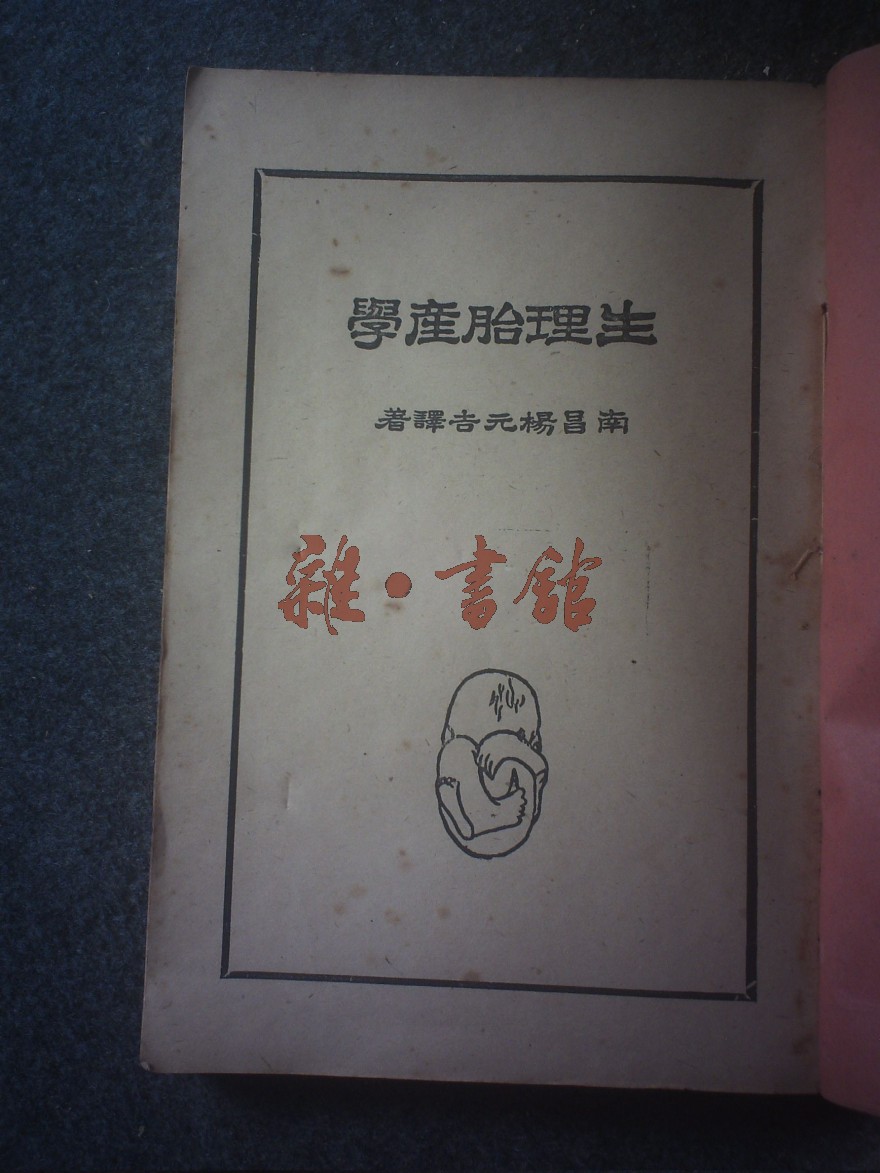 生理胎產學
南昌楊元吉譯著
雜·書館